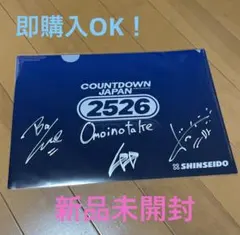 即購入OK！
COUNTDOWN
JAPAN
2526
Omoinotake
SHINSEIDO
新品未開封